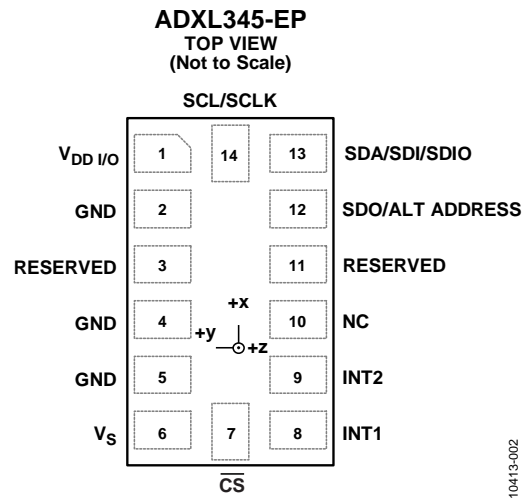 ADXL345-EP
TOP VIEW
(Not to Scale)
SCL/SCLK
VDD I/O 1 14 13 SDA/SDI/SDIO
GND 2 12 SDO/ALT ADDRESS
RESERVED 3 11 RESERVED
+x
GND 4 +y +z 10 NC
GND 5 9 INT2
VS 6 7 8 INT1
CS
10413-002